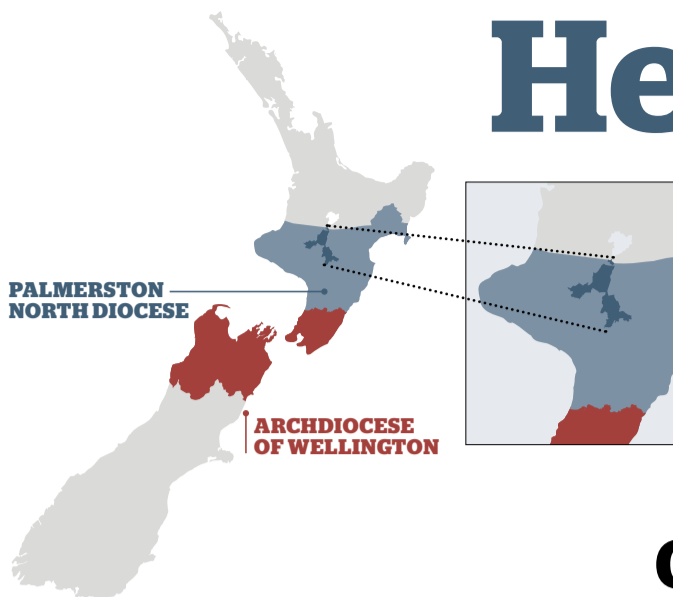 He
PALMERSTON
NORTH DIOCESE
ARCHDIOCESE
OF WELLINGTON